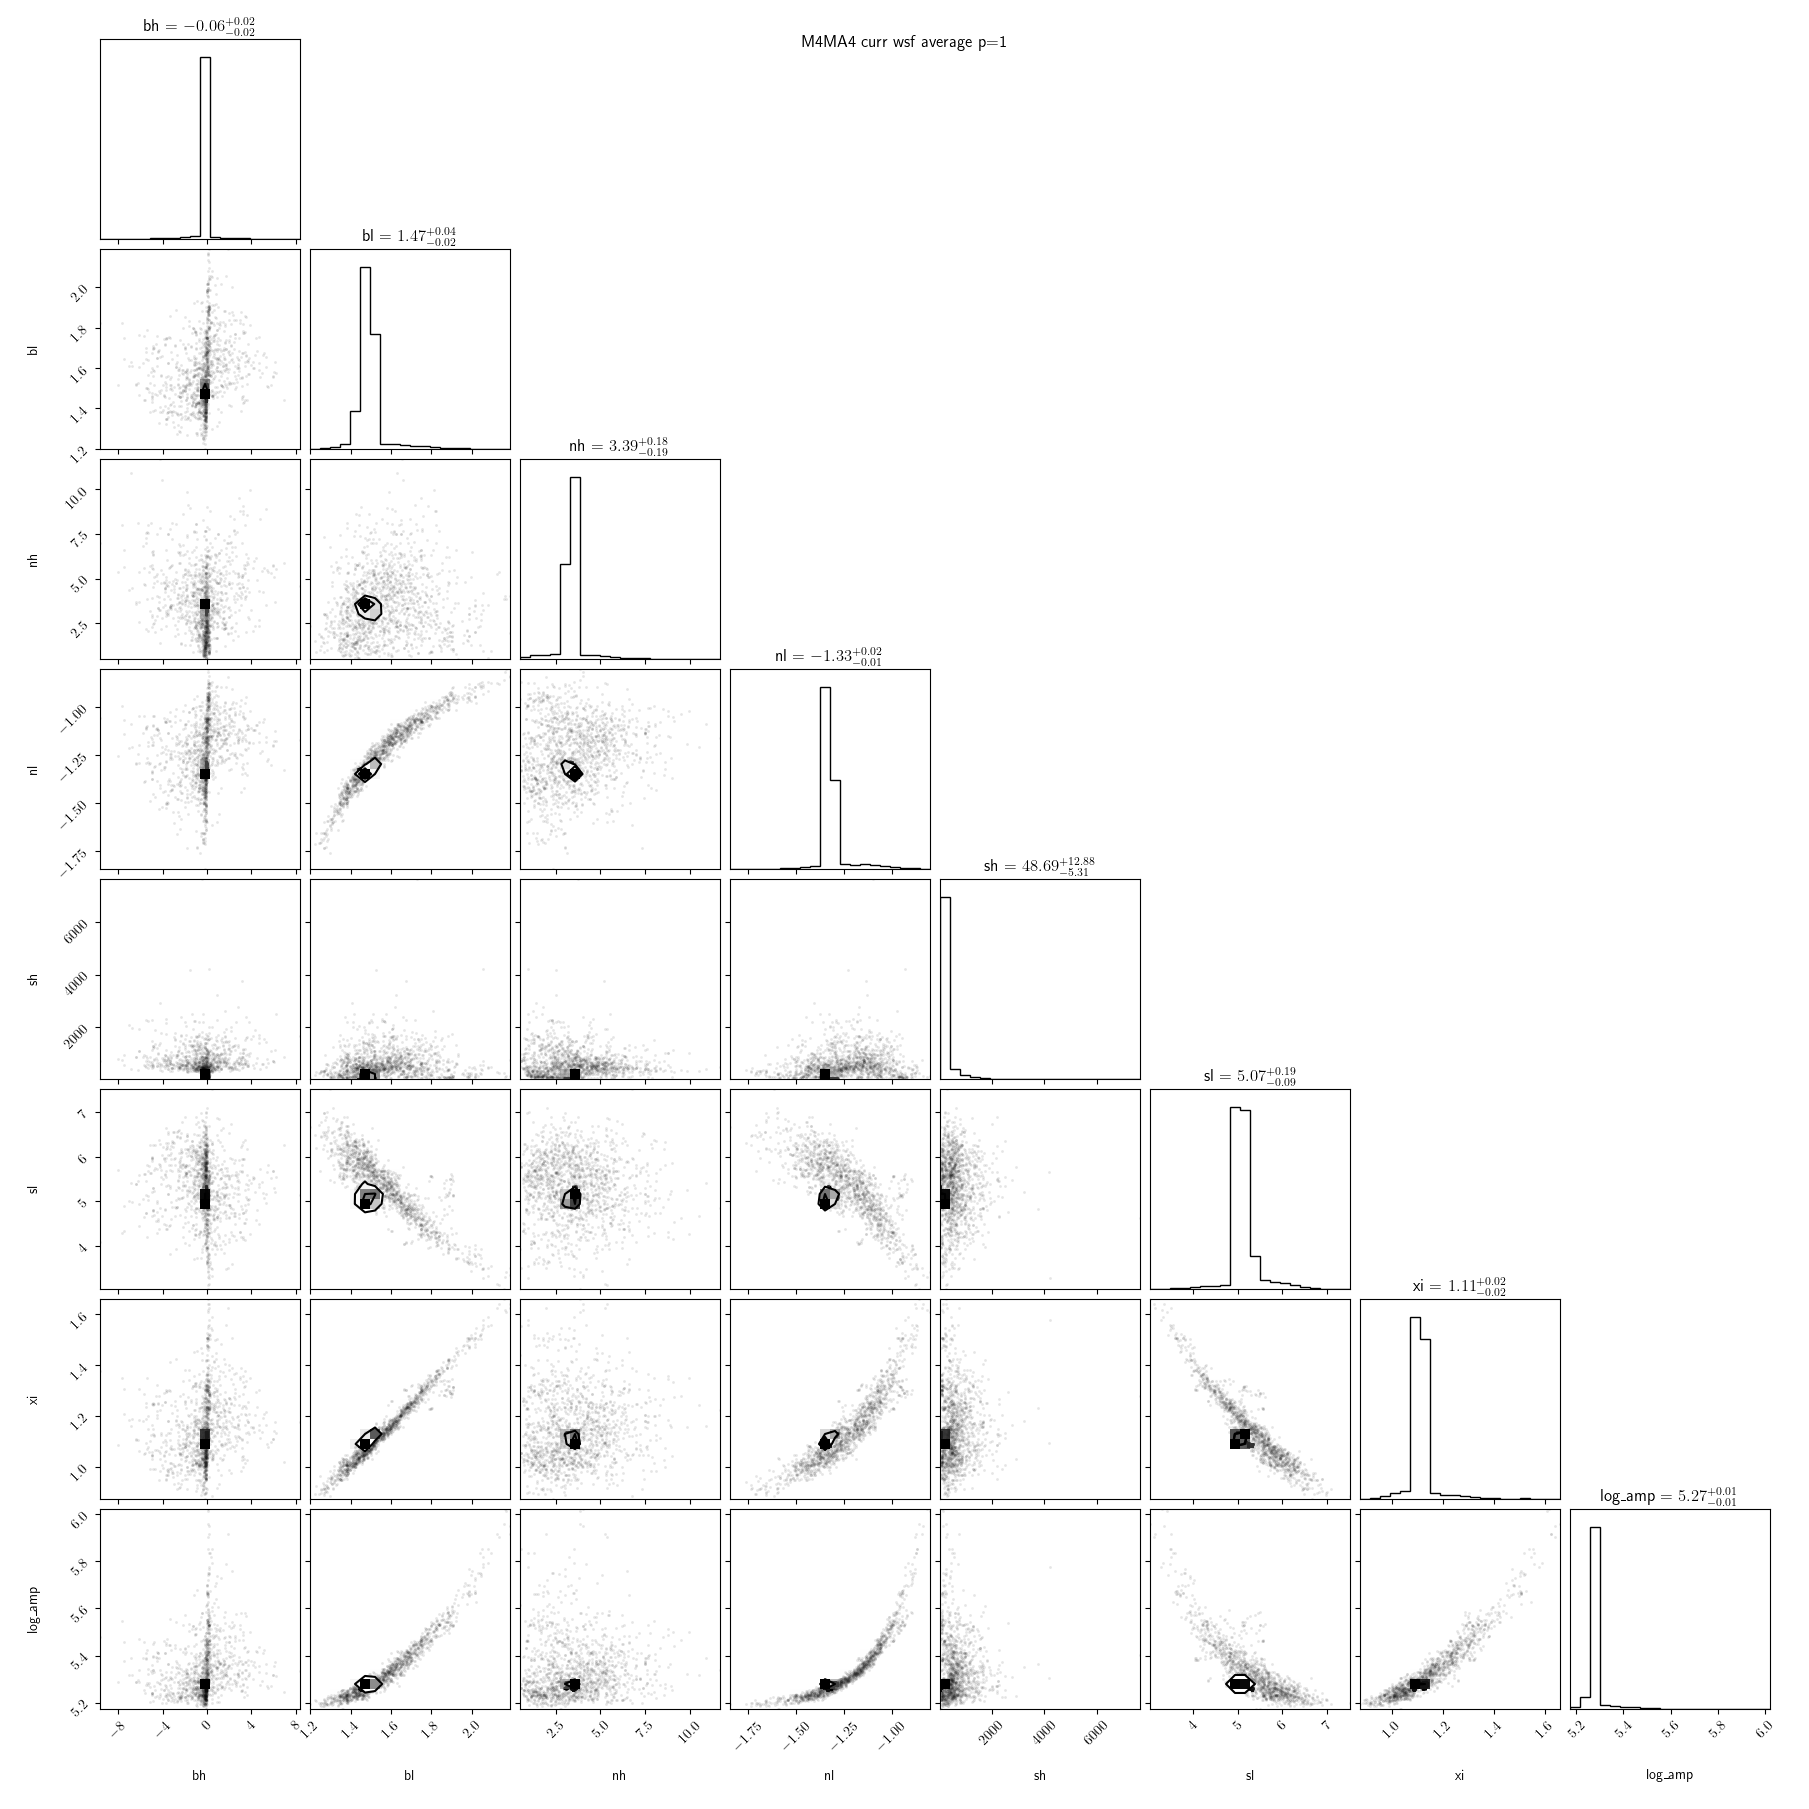 M4MA4 curr wsf average p=1
bh = −0.06+0.02 −0.02
bl = 1.47+0.04 −0.02
bl
2.0
1.8
1.6
1.4
1.2
nh = 3.39+0.18 −0.19
nh
10.0
7.5
5.0
2.5
nl = −1.33+0.02 −0.01
nl
−1.00
−1.25
−1.50
−1.75
sh = 48.69+12.88 −5.31
sh
6000
4000
2000
sl = 5.07+0.19 −0.09
sl
7
6
5
4
xi = 1.11+0.02 −0.02
xi
1.6
1.4
1.2
1.0
log_amp = 5.27+0.01 −0.01
log_amp
6.0
5.8
5.6
5.4
5.2
−8 −4 0 4 8 1.2 1.4 1.6 1.8 2.0 2.5 5.0 7.5 10.0 −1.75 −1.50 −1.25 −1.00 2000 4000 6000 4 5 6 7 1.0 1.2 1.4 1.6 5.2 5.4 5.6 5.8 6.0
bh bl nh nl sh sl xi log_amp